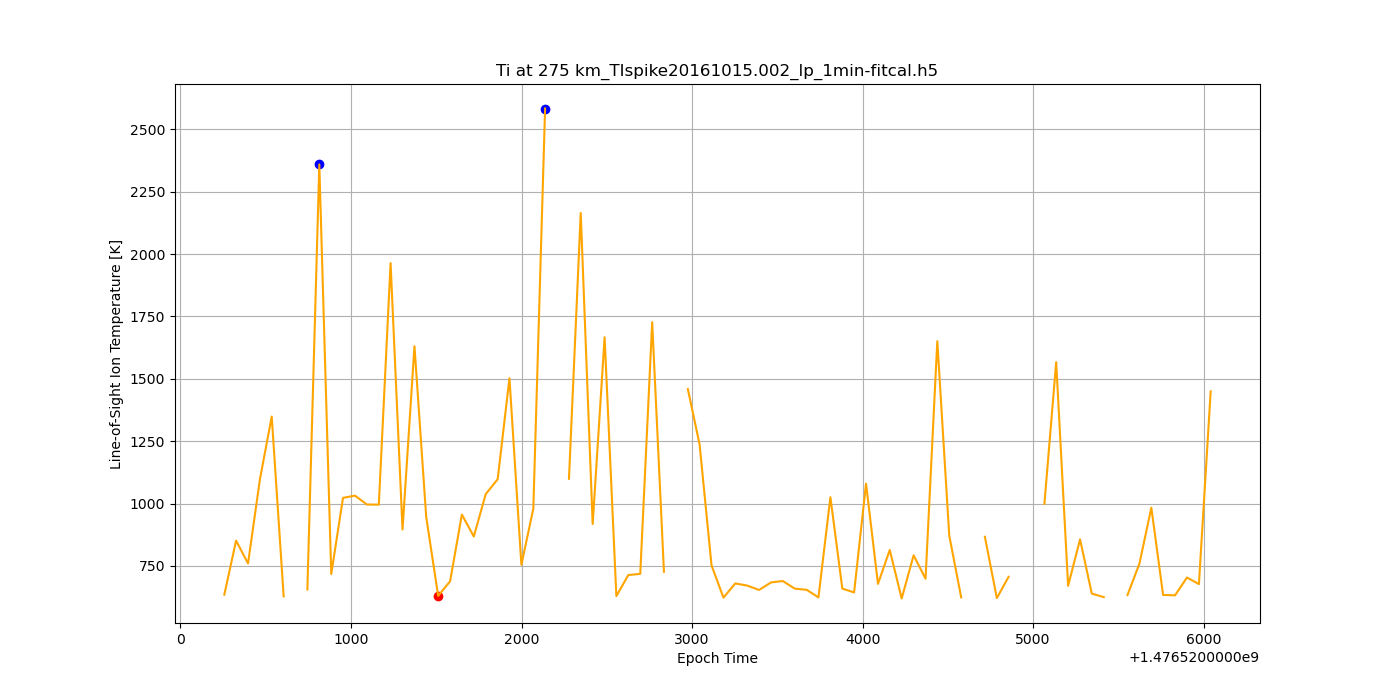 Ti at 275 km_TIspike20161015.002_lp_1min-fitcal.h5
Line-of-Sight Ion Temperature [K]
2500
2250
2000
1750
1500
1250
1000
750
0 1000 2000 3000 4000 5000 6000
Epoch Time
+1.4765200000e9